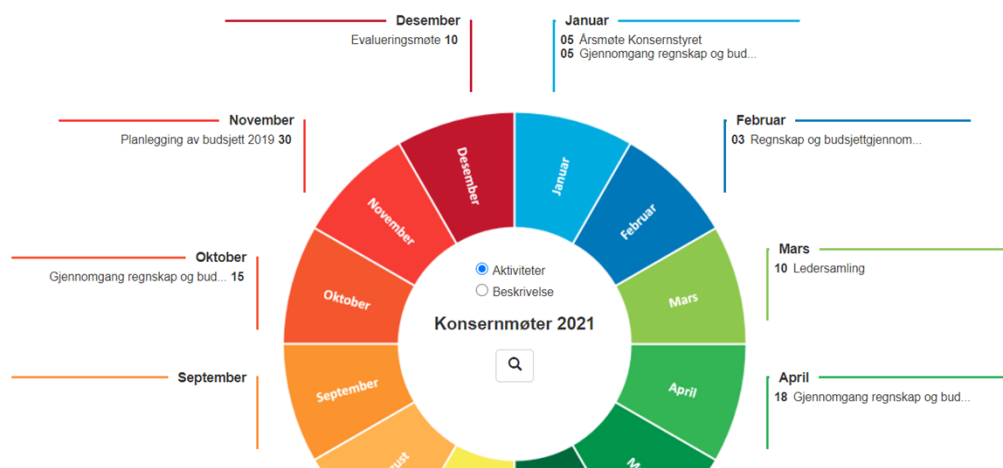 Desember
Evalueringsmøte 10
Januar
05 Årsmøte Konsernstyret
05 Gjennomgang regnskap og bud...
November
Planlegging av budsjett 2019 30
Februar
03 Regnskap og budsjettgjennom...
Oktober
Gjennomgang regnskap og bud... 15
Mars
10 Ledersamling
September
April
18 Gjennomgang regnskap og bud...
Desember
Januar
November
Februar
Oktober
Mars
September
April
Aktiviteter
Beskrivelse
Konsernmøter 2021